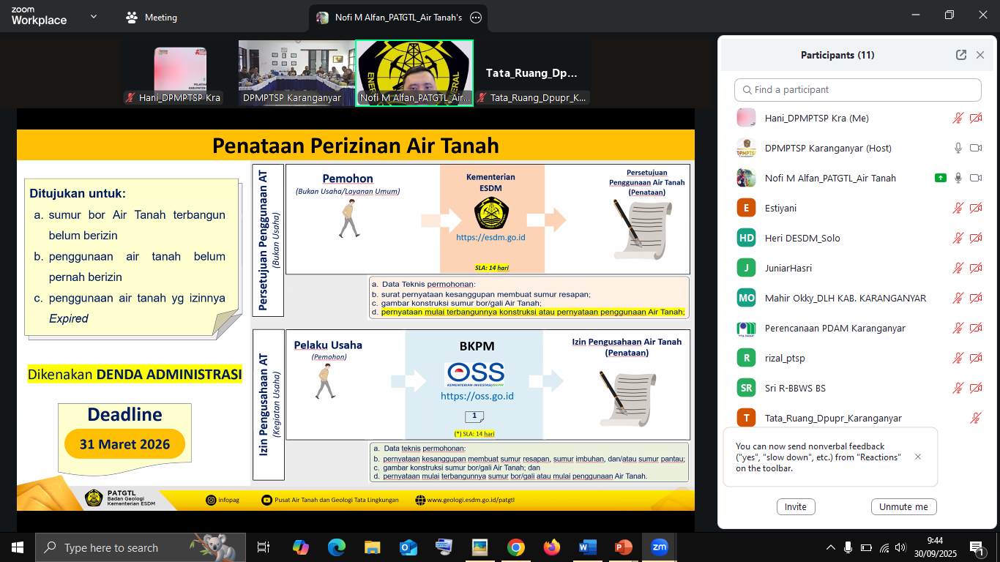 zoom
Workplace
Meeting
Nofi M Alfan_PATGTL_Air Tanah's
Hani_DPMPTSP Kra
DPMPTSP Karanganyar
Nofi M Alfan_PATGTL_Air...
Tata_Ruang_Dp...
Tata_Ruang_Dpupr_K...
Penataan Perizinan Air Tanah
Ditujukan untuk:
a. sumur bor Air Tanah terbangun
belum berizin
b. penggunaan air tanah belum
pernah berizin
c. penggunaan air tanah yg izinnya
Expired
Dikenakan DENDA ADMINISTRASI
Deadline
31 Maret 2026
Persetujuan Penggunaan AT
(Bukan Usaha)
Pemohon
(Bukan Usaha/Layanan Umum)
Kementerian
ESDM
https://esdm.go.id
SLA: 14 hari
Persetujuan
Penggunaan Air Tanah
(Penataan)
a. Data Teknis permohonan:
b. surat pernyataan kesanggupan membuat sumur resapan;
c. gambar konstruksi sumur bor/gali Air Tanah;
d. pernyataan mulai terbangunnya konstruksi atau pernyataan penggunaan Air Tanah;
Izin Pengusahaan AT
(Kegiatan Usaha)
Pelaku Usaha
(Pemohon)
BKPM
OSS
KEMENTERIAN INVESTASI/BKPM
https://oss.go.id
1
(*) SLA: 14 hari
Izin Pengusahaan Air Tanah
(Penataan)
a. Data teknis permohonan:
b. pernyataan kesanggupan membuat sumur resapan, sumur imbuhan, dan/atau sumur pantau;
c. gambar konstruksi sumur bor/gali Air Tanah; dan
d. pernyataan mulai terbangunnya sumur bor/gali atau mulai penggunaan Air Tanah.
PATGTL
Badan Geologi
Kementerian ESDM
infopag
Pusat Air Tanah dan Geologi Tata Lingkungan
www.geologi.esdm.go.id/patgtl
Participants (11)
Find a participant
Hani_DPMPTSP Kra (Me)
DPMPTSP Karanganyar (Host)
Nofi M Alfan_PATGTL_Air Tanah
E Estiyani
HD Heri DESDM_Solo
J JuniarHasri
MO Mahir Okky_DLH KAB. KARANGANYAR
Perencanaan PDAM Karanganyar
R rizal_ptsp
SR Sri R-BBWS BS
T Tata_Ruang_Dpupr_Karanganyar
You can now send nonverbal feedback
("yes", "slow down", etc.) from "Reactions"
on the toolbar.
Invite
Unmute me
Type here to search
zm
9:44
30/09/2025
1